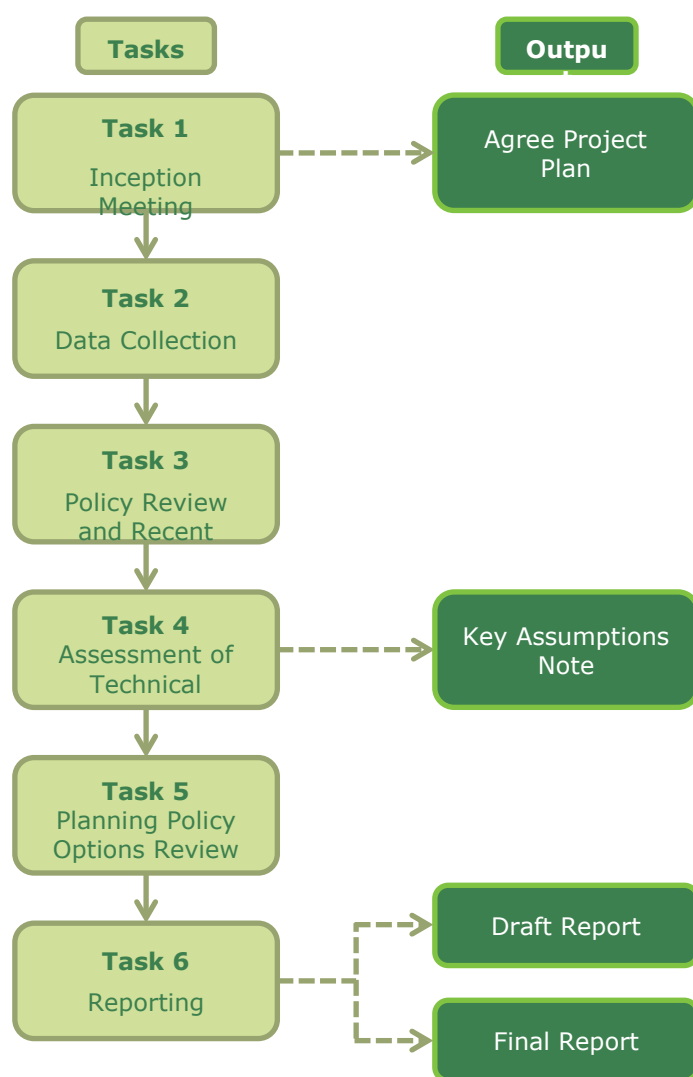 Tasks
Outpu
Task 1
Inception
Meeting
Agree Project
Plan
Task 2
Data Collection
Task 3
Policy Review
and Recent
Task 4
Assessment of
Technical
Key Assumptions
Note
Task 5
Planning Policy
Options Review
Task 6
Reporting
Draft Report
Final Report